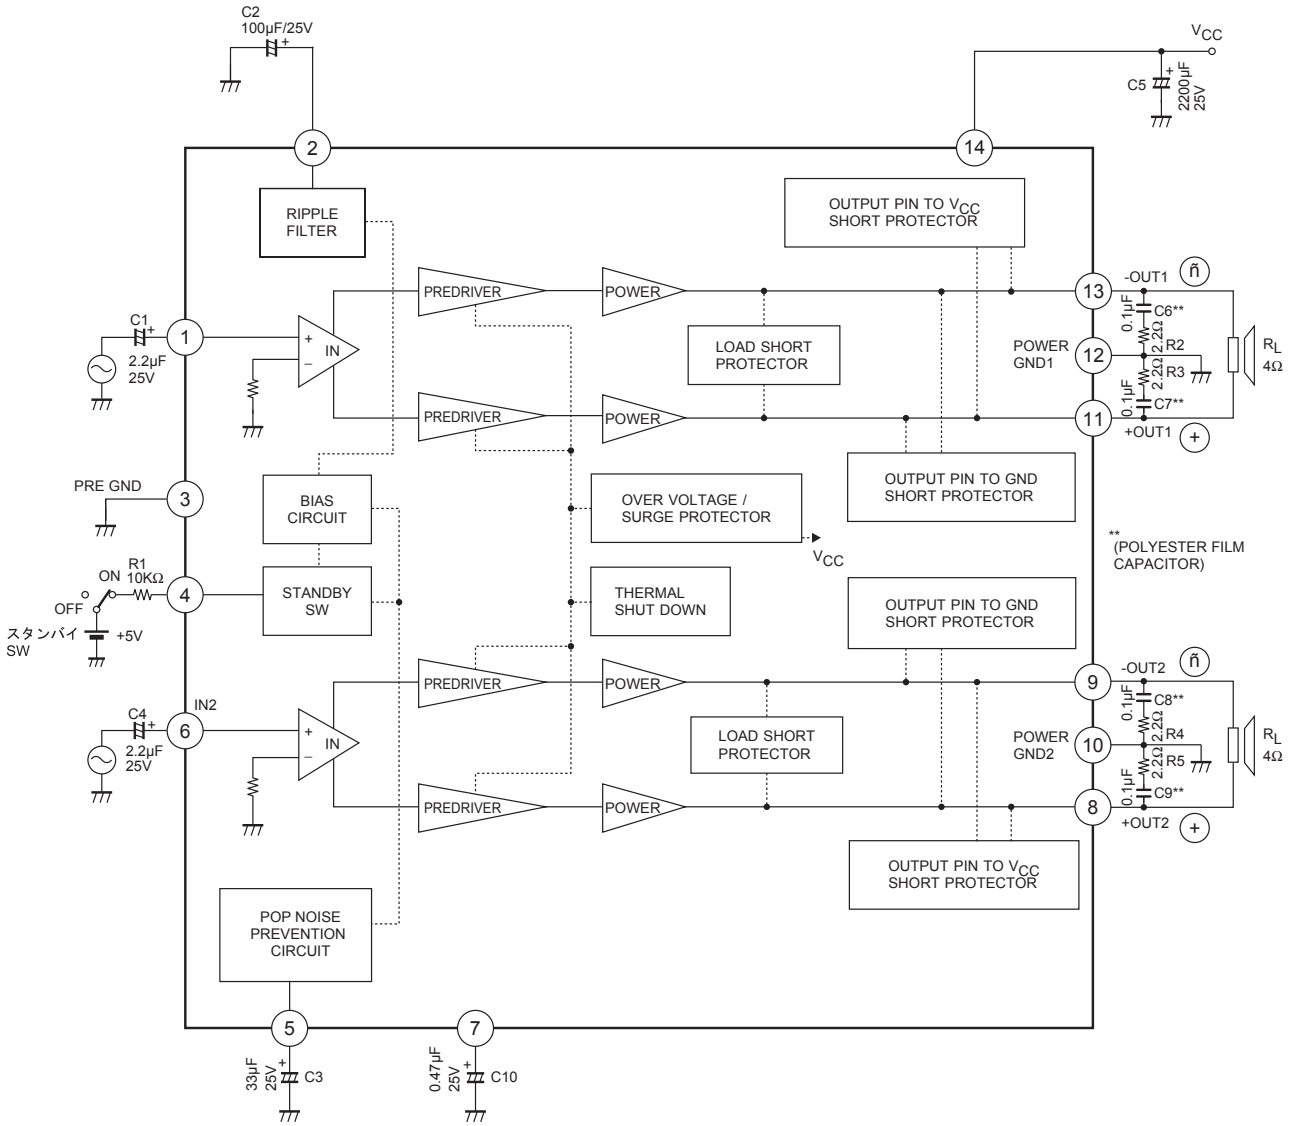 C2
100µF/25V
+
VCC
C5
+
2200µF
25V
2
14
RIPPLE
FILTER
OUTPUT PIN TO VCC
SHORT PROTECTOR
PREDRIVER
POWER
13
-OUT1
ñ
C1
+
1
2.2µF
25V
+
−
IN
LOAD SHORT
PROTECTOR
POWER
GND1
12
0.1µF
C6**
2.2Ω
R2
2.2Ω
R3
0.1µF
C7**
RL
4Ω
PREDRIVER
POWER
11
+OUT1
+
PRE GND
3
BIAS
CIRCUIT
OVER VOLTAGE /
SURGE PROTECTOR
VCC
OUTPUT PIN TO GND
SHORT PROTECTOR
**
(POLYESTER FILM
CAPACITOR)
R1
10KΩ
ON
OFF
4
スタンバイ
SW
+5V
STANDBY
SW
THERMAL
SHUT DOWN
OUTPUT PIN TO GND
SHORT PROTECTOR
PREDRIVER
POWER
9
-OUT2
ñ
IN2
C4
+
6
2.2µF
25V
+
−
IN
LOAD SHORT
PROTECTOR
POWER
GND2
10
0.1µF
C8**
2.2Ω
R4
2.2Ω
R5
0.1µF
C9**
RL
4Ω
PREDRIVER
POWER
8
+OUT2
+
OUTPUT PIN TO VCC
SHORT PROTECTOR
POP NOISE
PREVENTION
CIRCUIT
5
7
33µF
25V
+
C3
0.47µF
25V
+
C10